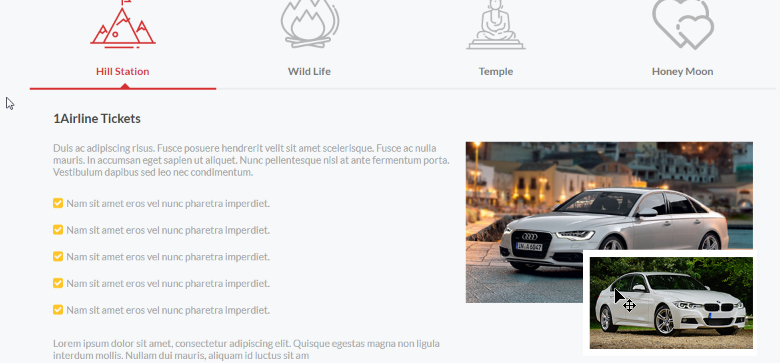 Hill Station
Wild Life
Temple
Honey Moon
1Airline Tickets
Duis ac adipiscing risus. Fusce posuere hendrerit velit sit amet scelerisque. Fusce ac nulla
mauris. In accumsan eget sapien ut aliquet. Nunc pellentesque nisl at ante fermentum porta.
Vestibulum dapibus sed leo nec condimentum.
Nam sit amet eros vel nunc pharetra imperdiet.
Nam sit amet eros vel nunc pharetra imperdiet.
Nam sit amet eros vel nunc pharetra imperdiet.
Nam sit amet eros vel nunc pharetra imperdiet.
Nam sit amet eros vel nunc pharetra imperdiet.
Lorem ipsum dolor sit amet, consectetur adipiscing elit. Quisque egestas magna non ligula
interdum mollis. Nullam dui mauris, aliquam id luctus sit am